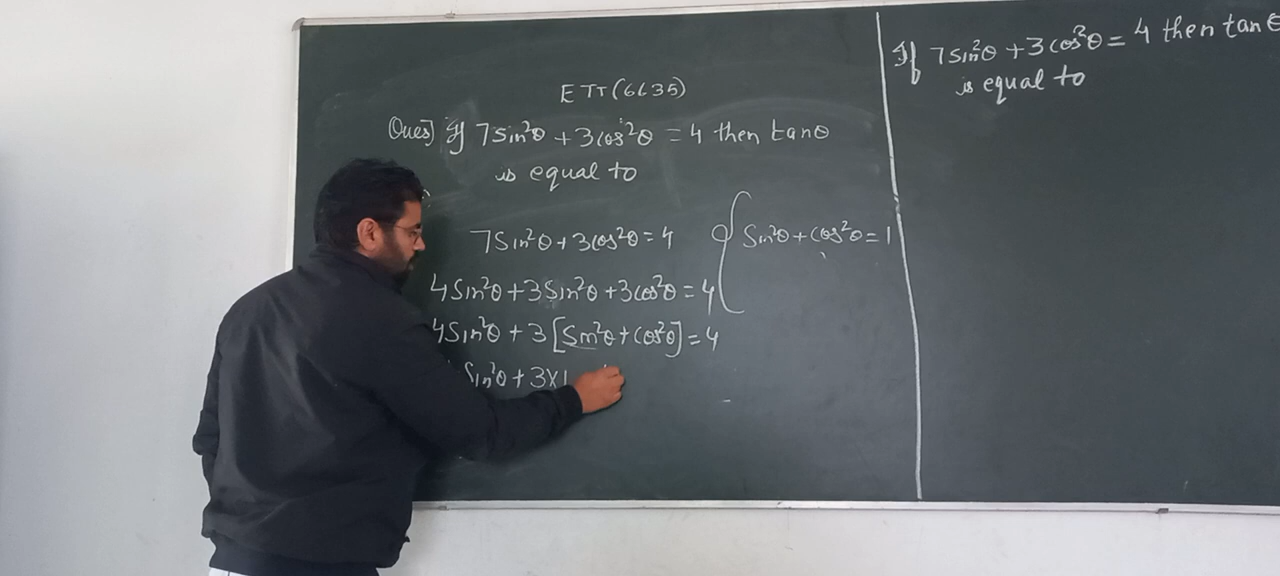 ETT(6635)
Ques] If 7sin²θ + 3cos²θ = 4 then tanθ
is equal to
7Sin²θ + 3cos²θ = 4
Sin²θ + cos²θ = 1
4Sin²θ + 3Sin²θ + 3cos²θ = 4
4Sin²θ + 3[Sin²θ + cos²θ] = 4
Sin²θ + 3×1
If 7sin²θ + 3cos²θ = 4 then tanθ
is equal to